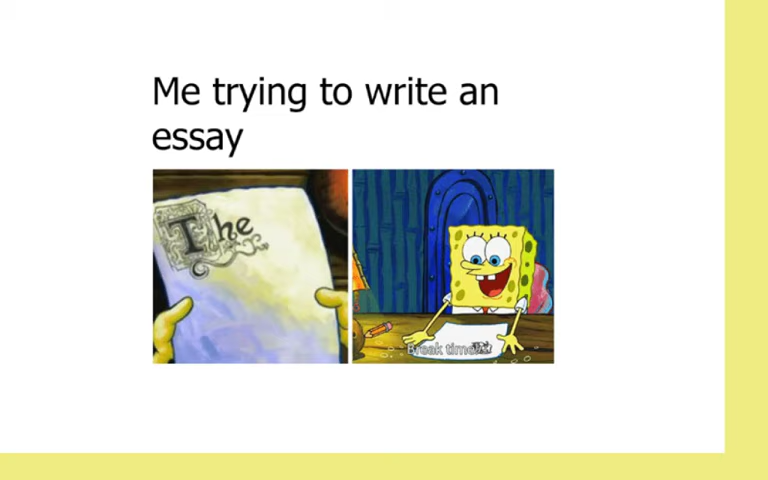 Me trying to write an
essay
The
Break time